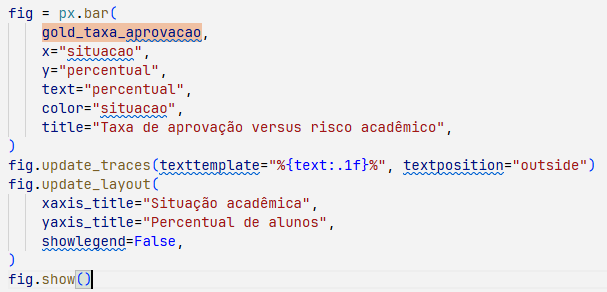 fig = px.bar(
    gold_taxa_aprovacao,
    x="situacao",
    y="percentual",
    text="percentual",
    color="situacao",
    title="Taxa de aprovação versus risco acadêmico",
)
fig.update_traces(texttemplate="%{text:.1f}%", textposition="outside")
fig.update_layout(
    xaxis_title="Situação acadêmica",
    yaxis_title="Percentual de alunos",
    showlegend=False,
)
fig.show()